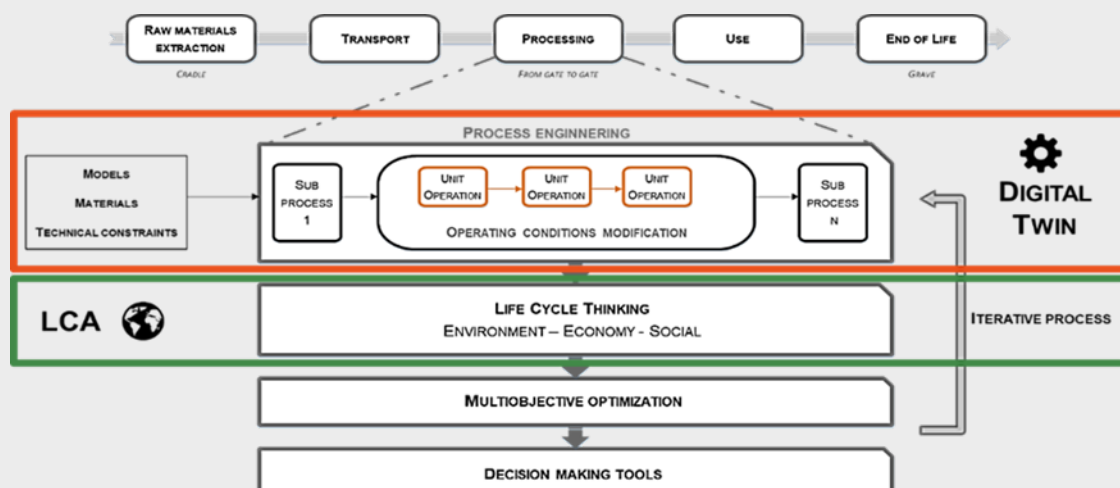 RAW MATERIALS
EXTRACTION
TRANSPORT
PROCESSING
USE
END OF LIFE
CRADLE
FROM GATE TO GATE
GRAVE
PROCESS ENGINNERING
MODELS
MATERIALS
TECHNICAL CONSTRAINTS
SUB
PROCESS
1
UNIT
OPERATION
UNIT
OPERATION
UNIT
OPERATION
OPERATING CONDITIONS MODIFICATION
SUB
PROCESS
N
DIGITAL
TWIN
LCA
LIFE CYCLE THINKING
ENVIRONMENT – ECONOMY - SOCIAL
ITERATIVE PROCESS
MULTIOBJECTIVE OPTIMIZATION
DECISION MAKING TOOLS